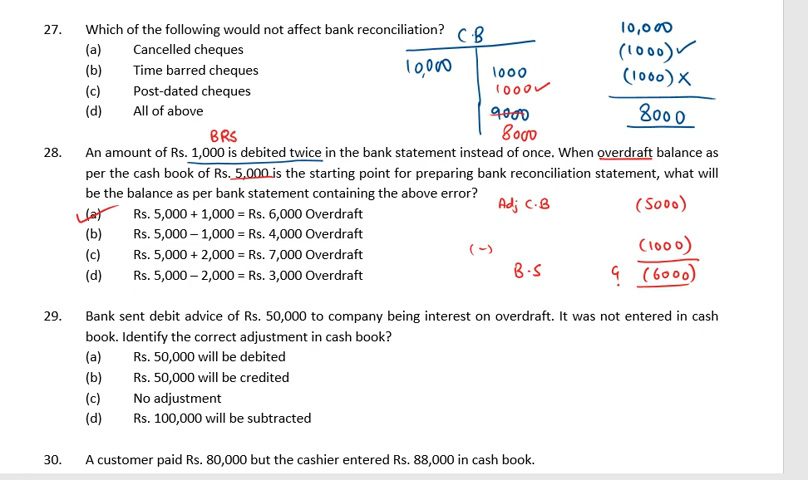 27. Which of the following would not affect bank reconciliation?
(a) Cancelled cheques
(b) Time barred cheques
(c) Post-dated cheques
(d) All of above
C·B
10,000
1000
1000✓
9000
8000
10,000
(1000)✓
(1000)×
8000
BRS
28. An amount of Rs. 1,000 is debited twice in the bank statement instead of once. When overdraft balance as
per the cash book of Rs. 5,000 is the starting point for preparing bank reconciliation statement, what will
be the balance as per bank statement containing the above error?
(a) Rs. 5,000 + 1,000 = Rs. 6,000 Overdraft
(b) Rs. 5,000 – 1,000 = Rs. 4,000 Overdraft
(c) Rs. 5,000 + 2,000 = Rs. 7,000 Overdraft
(d) Rs. 5,000 – 2,000 = Rs. 3,000 Overdraft
Adj C·B (5000)
(-) (1000)
B·S ? (6000)
29. Bank sent debit advice of Rs. 50,000 to company being interest on overdraft. It was not entered in cash
book. Identify the correct adjustment in cash book?
(a) Rs. 50,000 will be debited
(b) Rs. 50,000 will be credited
(c) No adjustment
(d) Rs. 100,000 will be subtracted
30. A customer paid Rs. 80,000 but the cashier entered Rs. 88,000 in cash book.